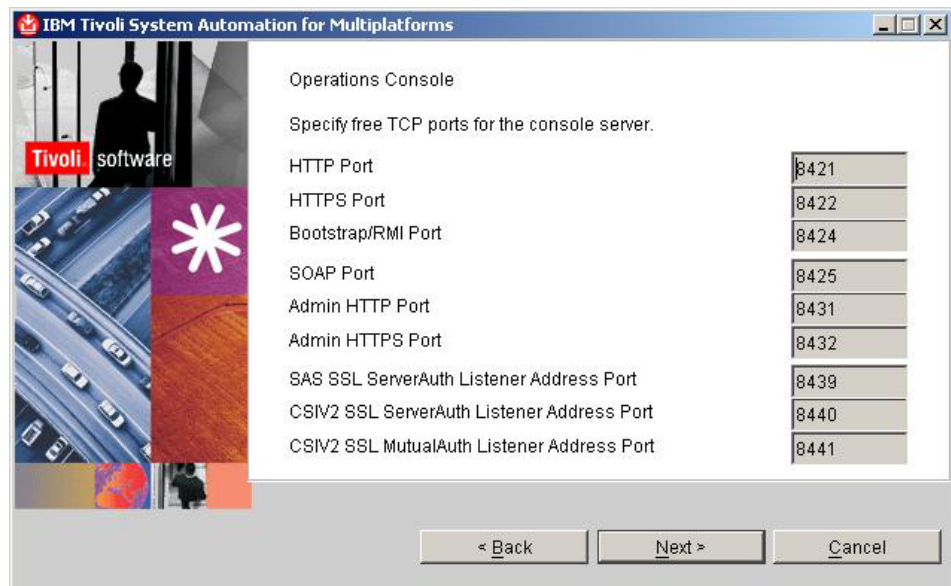 IBM Tivoli System Automation for Multiplatforms
Tivoli software
Operations Console
Specify free TCP ports for the console server.
HTTP Port 8421
HTTPS Port 8422
Bootstrap/RMI Port 8424
SOAP Port 8425
Admin HTTP Port 8431
Admin HTTPS Port 8432
SAS SSL ServerAuth Listener Address Port 8439
CSIV2 SSL ServerAuth Listener Address Port 8440
CSIV2 SSL MutualAuth Listener Address Port 8441
< Back Next > Cancel